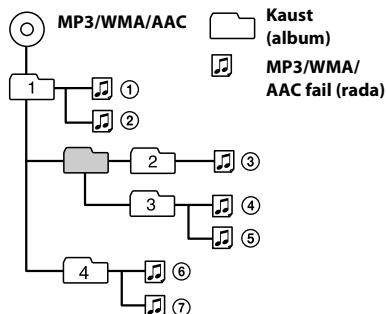 MP3/WMA/AAC
Kaust
(album)
MP3/WMA/
AAC fail (rada)
1
①
②
2
③
3
④
⑤
4
⑥
⑦